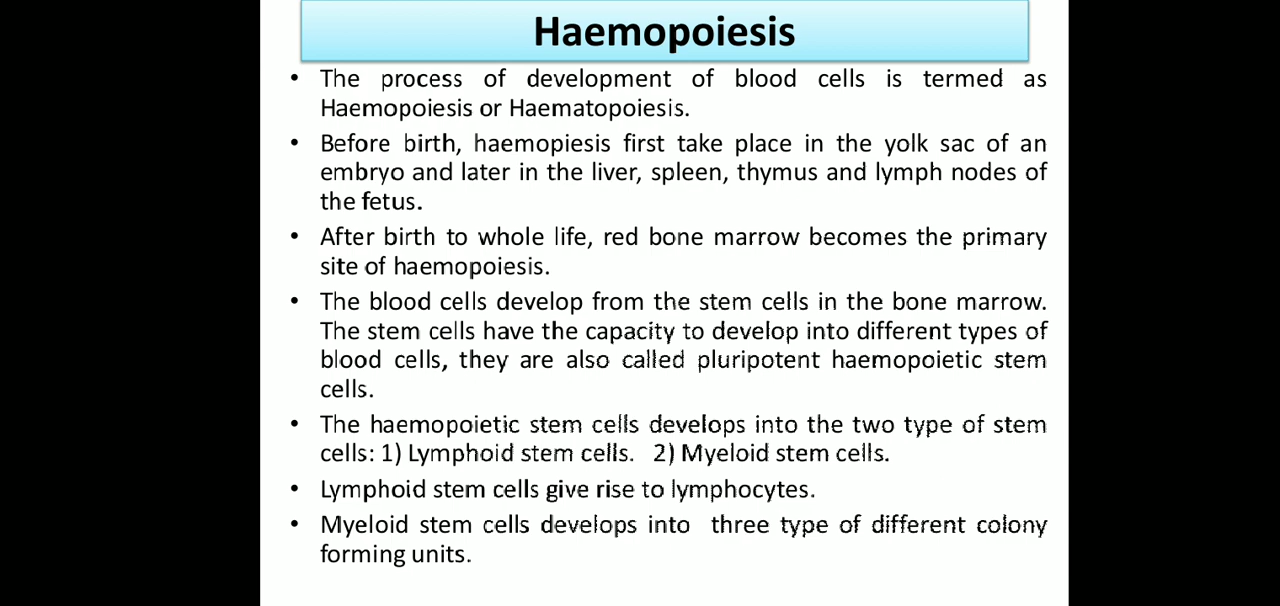 Haemopoiesis
• The process of development of blood cells is termed as
Haemopoiesis or Haematopoiesis.
• Before birth, haemopiesis first take place in the yolk sac of an
embryo and later in the liver, spleen, thymus and lymph nodes of
the fetus.
• After birth to whole life, red bone marrow becomes the primary
site of haemopoiesis.
• The blood cells develop from the stem cells in the bone marrow.
The stem cells have the capacity to develop into different types of
blood cells, they are also called pluripotent haemopoietic stem
cells.
• The haemopoietic stem cells develops into the two type of stem
cells: 1) Lymphoid stem cells. 2) Myeloid stem cells.
• Lymphoid stem cells give rise to lymphocytes.
• Myeloid stem cells develops into three type of different colony
forming units.